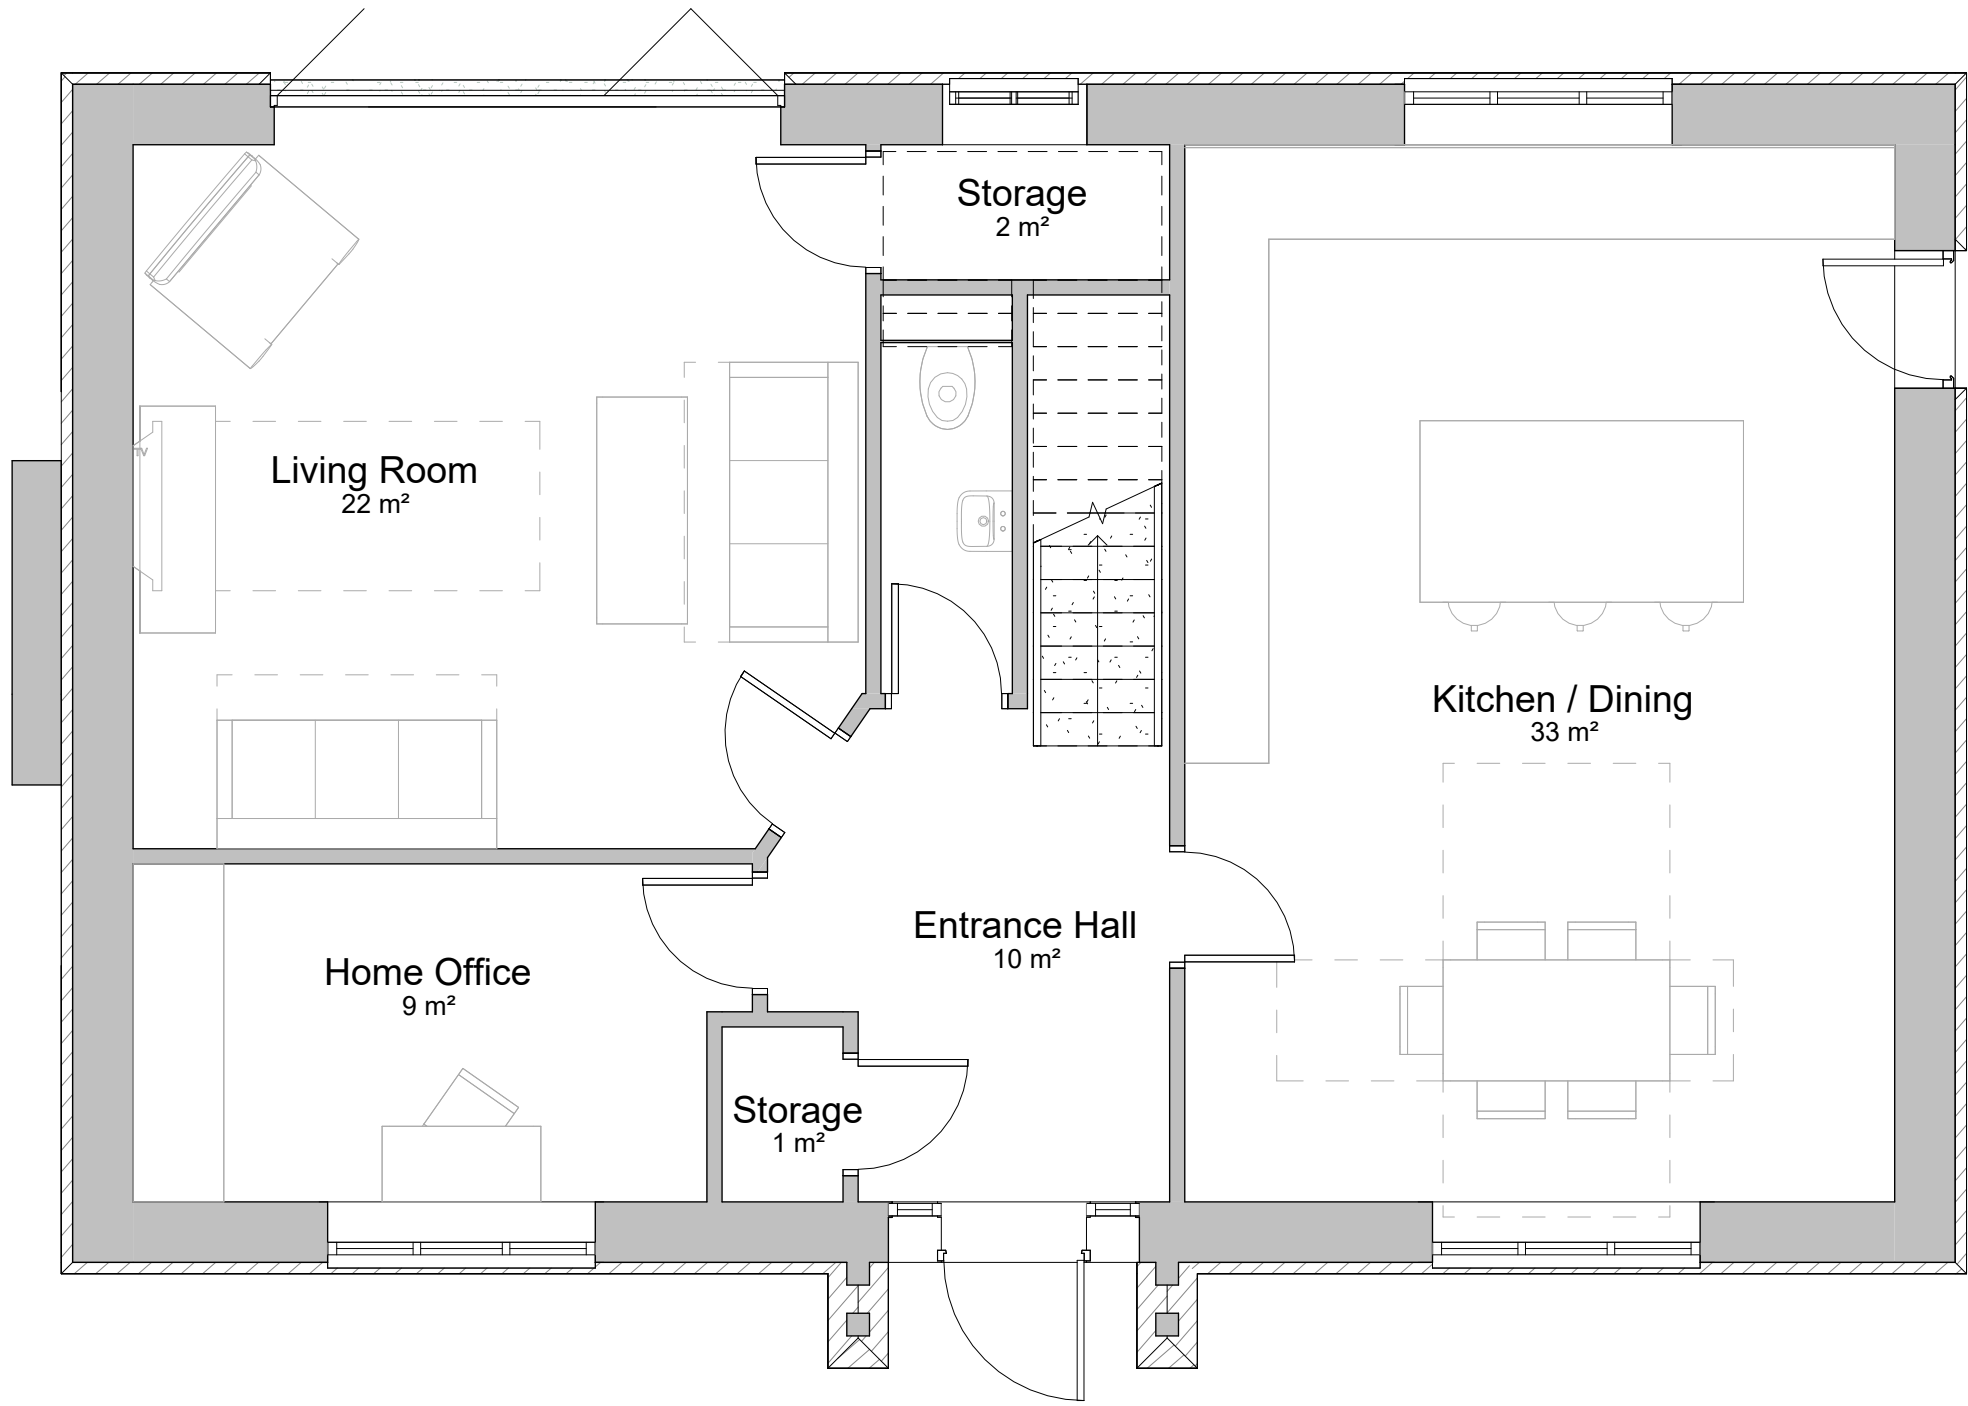 Storage
2 m²
Living Room
22 m²
TV
Kitchen / Dining
33 m²
Entrance Hall
10 m²
Home Office
9 m²
Storage
1 m²